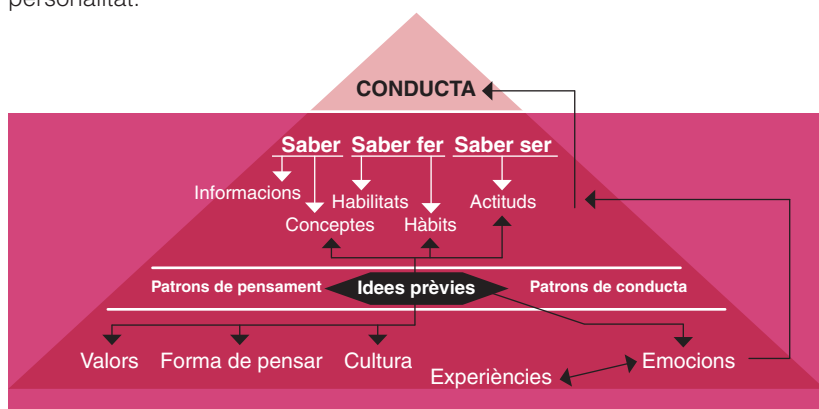 personalitat.
CONDUCTA
Saber Saber fer Saber ser
Informacions
Habilitats
Actituds
Conceptes
Hàbits
Patrons de pensament
Idees prèvies
Patrons de conducta
Valors
Forma de pensar
Cultura
Experiències
Emocions